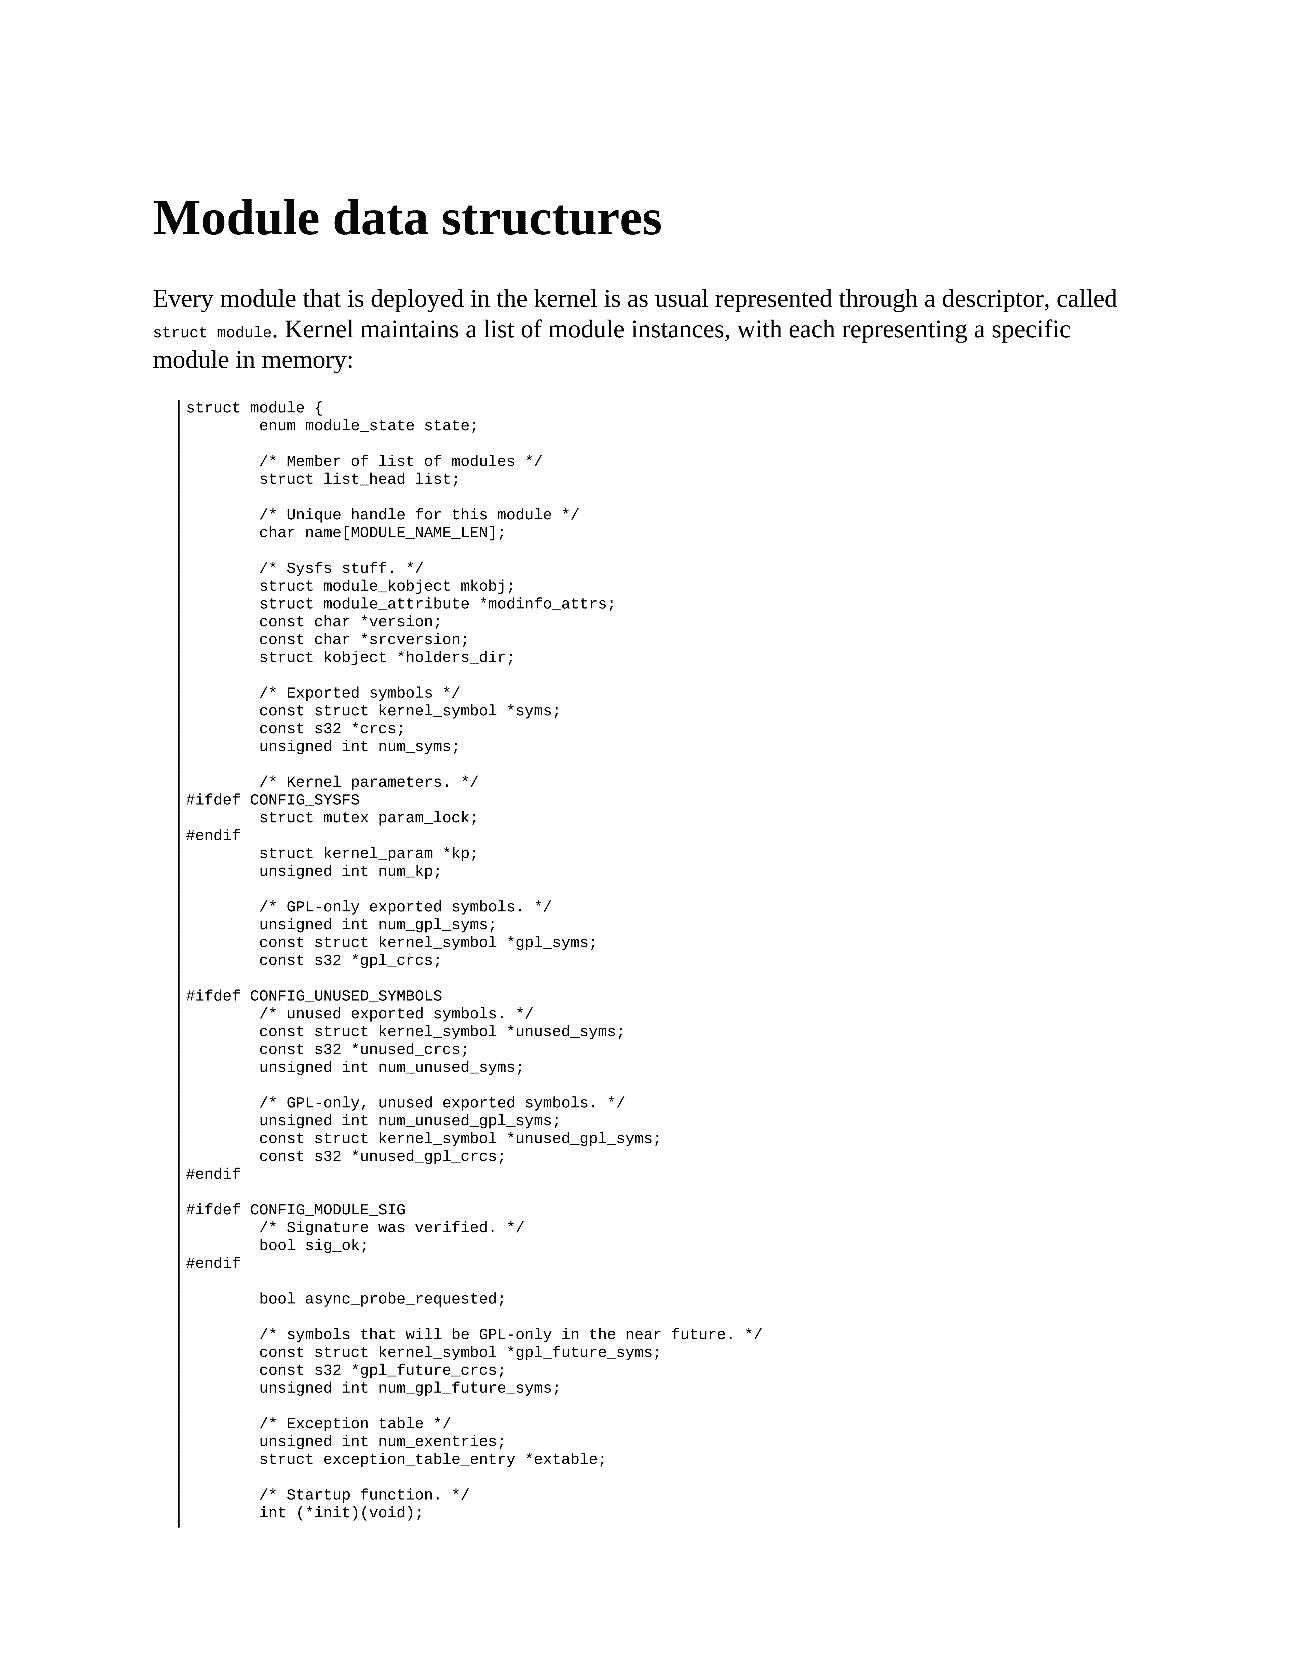 Module data structures
Every module that is deployed in the kernel is as usual represented through a descriptor, called
struct module. Kernel maintains a list of module instances, with each representing a specific
module in memory:
struct module {
        enum module_state state;

        /* Member of list of modules */
        struct list_head list;

        /* Unique handle for this module */
        char name[MODULE_NAME_LEN];

        /* Sysfs stuff. */
        struct module_kobject mkobj;
        struct module_attribute *modinfo_attrs;
        const char *version;
        const char *srcversion;
        struct kobject *holders_dir;

        /* Exported symbols */
        const struct kernel_symbol *syms;
        const s32 *crcs;
        unsigned int num_syms;

        /* Kernel parameters. */
#ifdef CONFIG_SYSFS
        struct mutex param_lock;
#endif
        struct kernel_param *kp;
        unsigned int num_kp;

        /* GPL-only exported symbols. */
        unsigned int num_gpl_syms;
        const struct kernel_symbol *gpl_syms;
        const s32 *gpl_crcs;

#ifdef CONFIG_UNUSED_SYMBOLS
        /* unused exported symbols. */
        const struct kernel_symbol *unused_syms;
        const s32 *unused_crcs;
        unsigned int num_unused_syms;

        /* GPL-only, unused exported symbols. */
        unsigned int num_unused_gpl_syms;
        const struct kernel_symbol *unused_gpl_syms;
        const s32 *unused_gpl_crcs;
#endif

#ifdef CONFIG_MODULE_SIG
        /* Signature was verified. */
        bool sig_ok;
#endif

        bool async_probe_requested;

        /* symbols that will be GPL-only in the near future. */
        const struct kernel_symbol *gpl_future_syms;
        const s32 *gpl_future_crcs;
        unsigned int num_gpl_future_syms;

        /* Exception table */
        unsigned int num_exentries;
        struct exception_table_entry *extable;

        /* Startup function. */
        int (*init)(void);